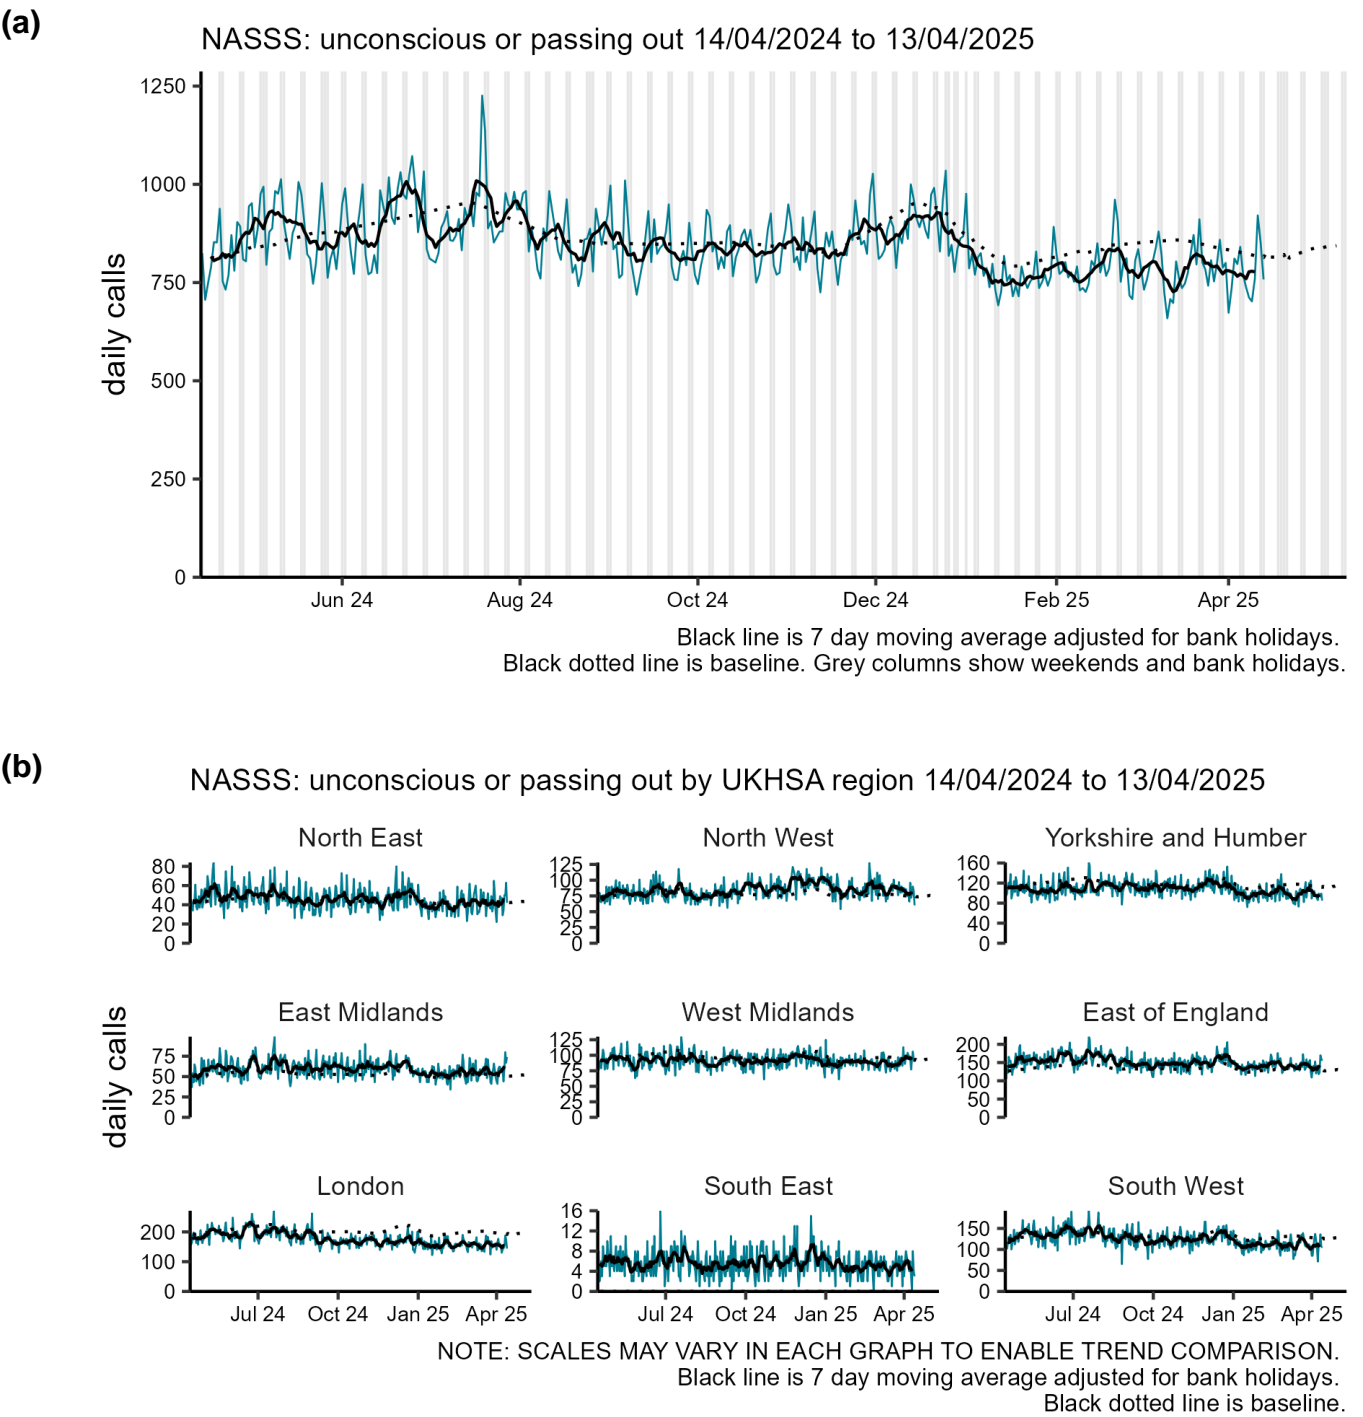 (a)
NASSS: unconscious or passing out 14/04/2024 to 13/04/2025
daily calls
1250
1000
750
500
250
0
Jun 24
Aug 24
Oct 24
Dec 24
Feb 25
Apr 25
Black line is 7 day moving average adjusted for bank holidays.
Black dotted line is baseline. Grey columns show weekends and bank holidays.
(b)
NASSS: unconscious or passing out by UKHSA region 14/04/2024 to 13/04/2025
daily calls
North East
80
60
40
20
0
North West
125
100
75
50
25
0
Yorkshire and Humber
160
120
80
40
0
East Midlands
75
50
25
0
West Midlands
125
100
75
50
25
0
East of England
200
150
100
50
0
London
200
100
0
Jul 24
Oct 24
Jan 25
Apr 25
South East
16
12
8
4
0
Jul 24
Oct 24
Jan 25
Apr 25
South West
150
100
50
0
Jul 24
Oct 24
Jan 25
Apr 25
NOTE: SCALES MAY VARY IN EACH GRAPH TO ENABLE TREND COMPARISON.
Black line is 7 day moving average adjusted for bank holidays.
Black dotted line is baseline.